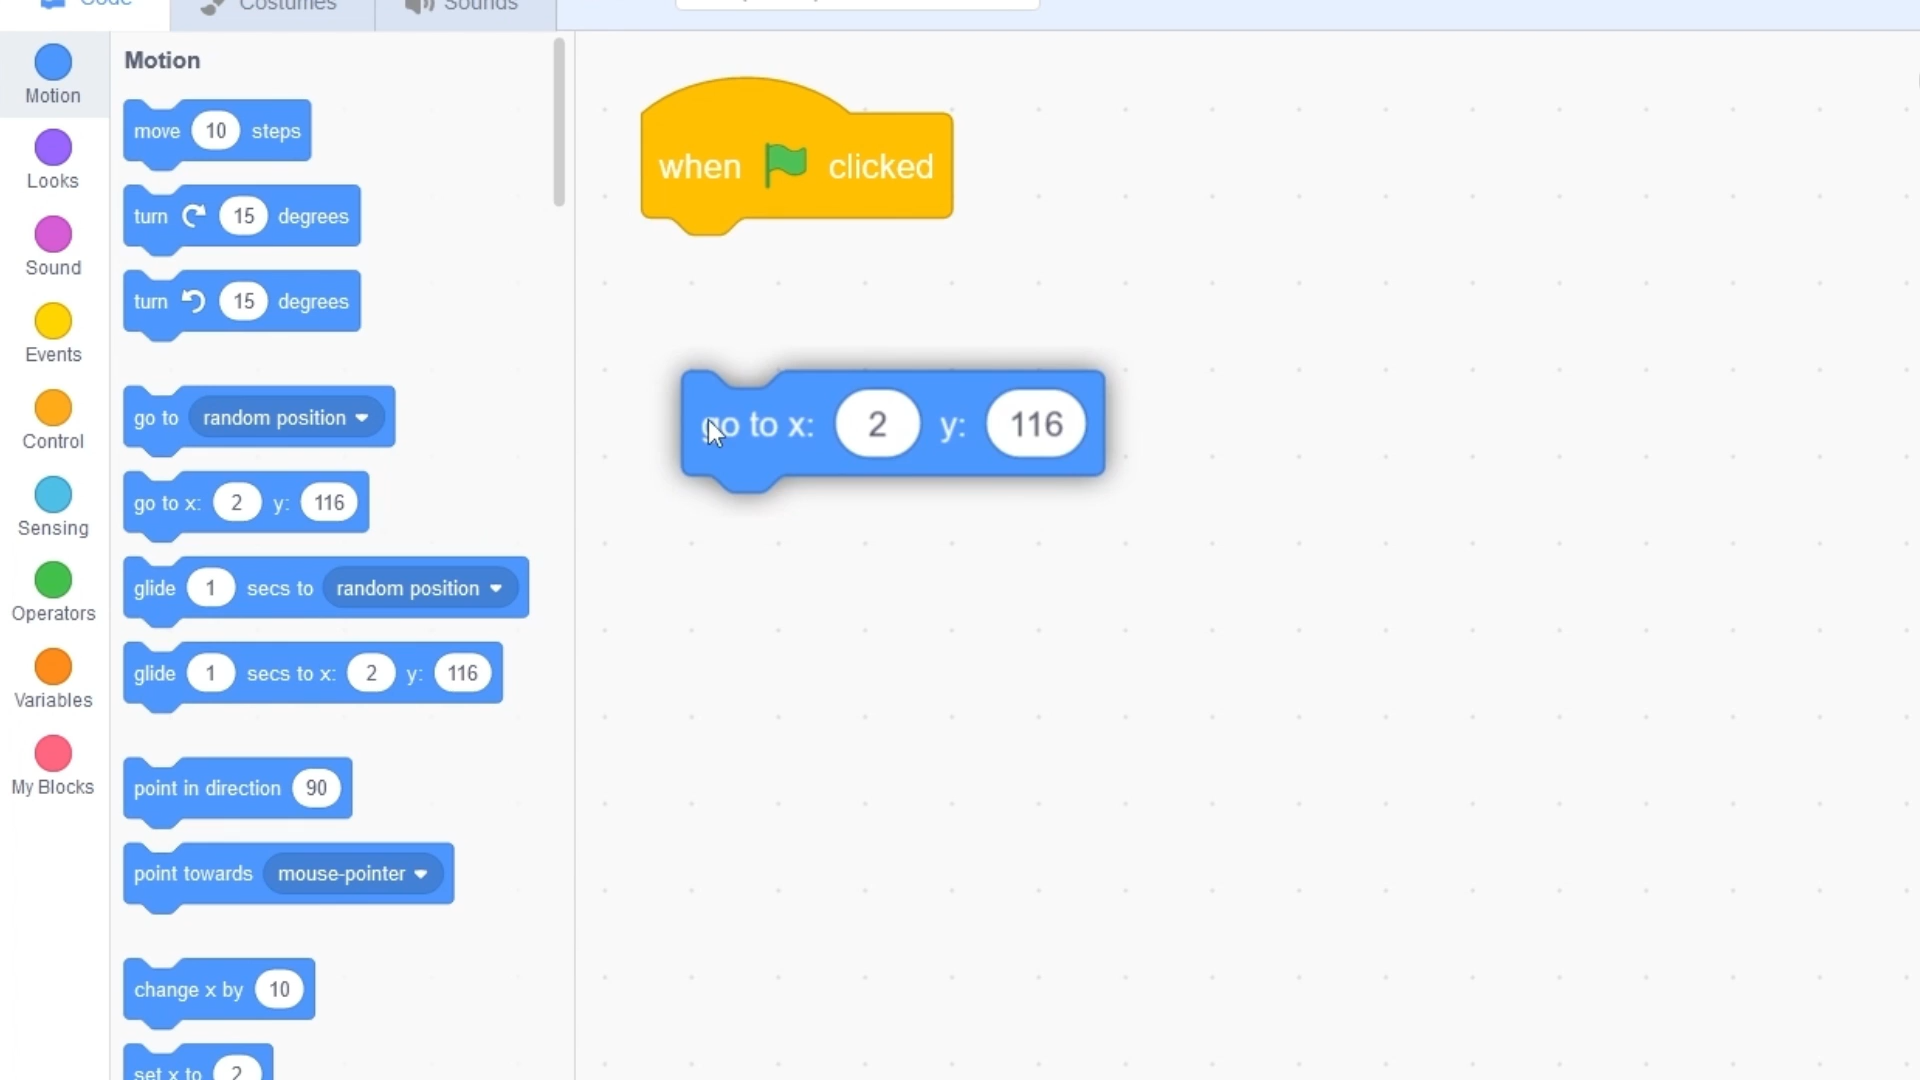 Code
Costumes
Sounds
Motion
Looks
Sound
Events
Control
Sensing
Operators
Variables
My Blocks
Motion
move 10 steps
turn 15 degrees
turn 15 degrees
go to random position
go to x: 2 y: 116
glide 1 secs to random position
glide 1 secs to x: 2 y: 116
point in direction 90
point towards mouse-pointer
change x by 10
set x to 2
when clicked
go to x: 2 y: 116